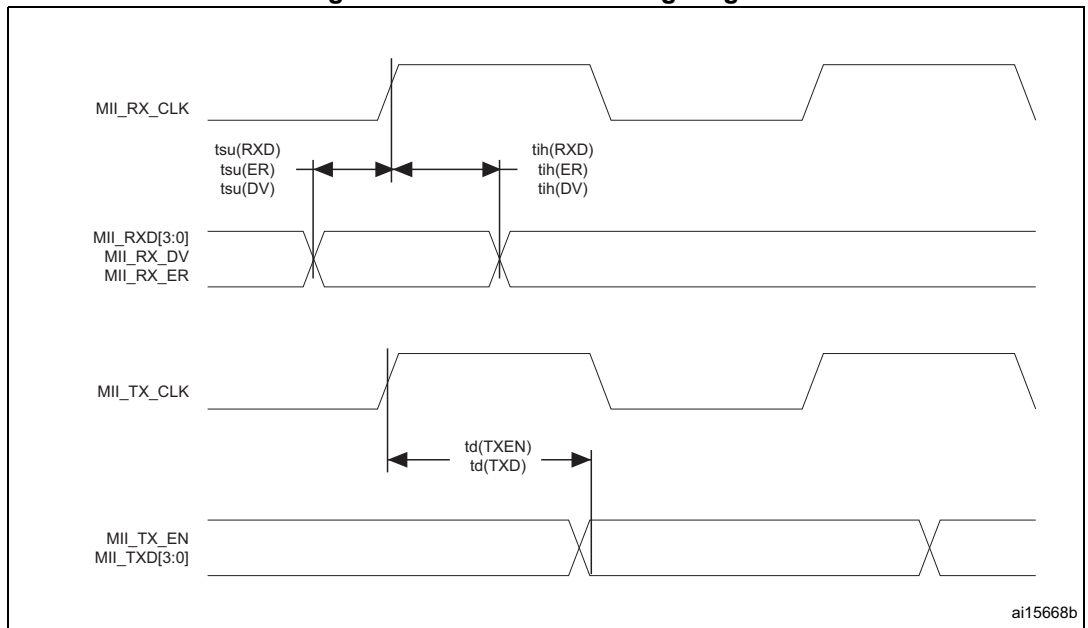 MII_RX_CLK
tsu(RXD)
tsu(ER)
tsu(DV)
tih(RXD)
tih(ER)
tih(DV)
MII_RXD[3:0]
MII_RX_DV
MII_RX_ER
MII_TX_CLK
td(TXEN)
td(TXD)
MII_TX_EN
MII_TXD[3:0]
ai15668b